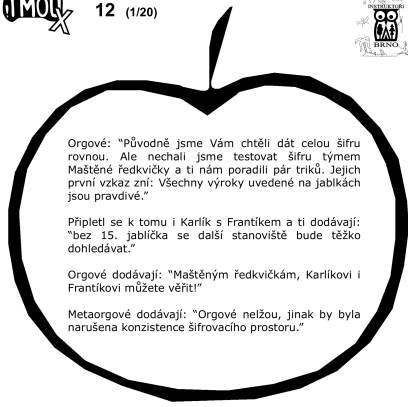 TMOU
X
12 (1/20)
INSTRUKTOŘI
BRNO
Orgové: “Původně jsme Vám chtěli dát celou šifru
rovnou. Ale nechali jsme testovat šifru týmem
Maštěné ředkvičky a ti nám poradili pár triků. Jejich
první vzkaz zní: Všechny výroky uvedené na jablkách
jsou pravdivé.”
Připletl se k tomu i Karlík s Frantíkem a ti dodávají:
“bez 15. jablíčka se další stanoviště bude těžko
dohledávat.”
Orgové dodávají: “Maštěným ředkvičkám, Karlíkovi i
Frantíkovi můžete věřit!”
Metaorgové dodávají: “Orgové nelžou, jinak by byla
narušena konzistence šifrovacího prostoru.”